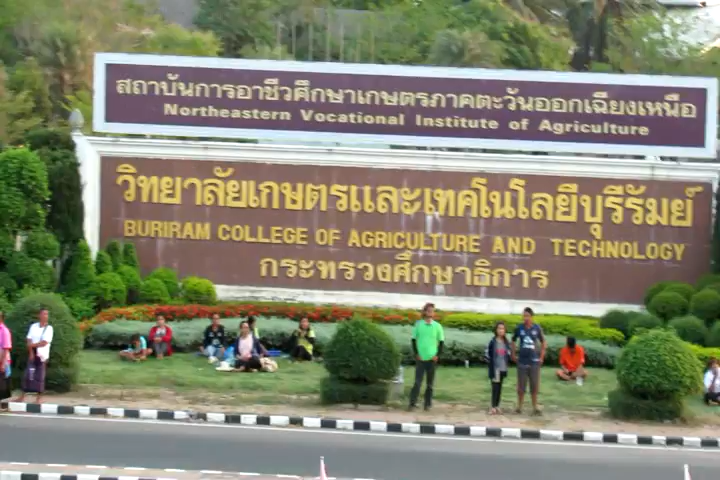 สถาบันการอาชีวศึกษาเกษตรภาคตะวันออกเฉียงเหนือ
Northeastern Vocational Institute of Agriculture
วิทยาลัยเกษตรและเทคโนโลยีบุรีรัมย์
BURIRAM COLLEGE OF AGRICULTURE AND TECHNOLOGY
กระทรวงศึกษาธิการ